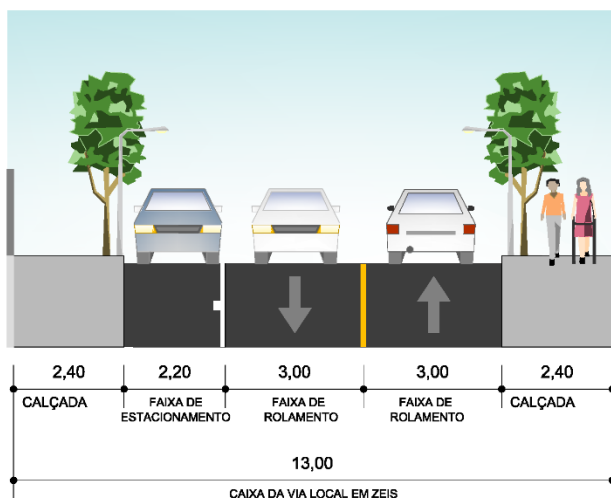 2,40 2,20 3,00 3,00 2,40
CALÇADA FAIXA DE ESTACIONAMENTO FAIXA DE ROLAMENTO FAIXA DE ROLAMENTO CALÇADA
13,00
CAIXA DA VIA LOCAL EM ZEIS